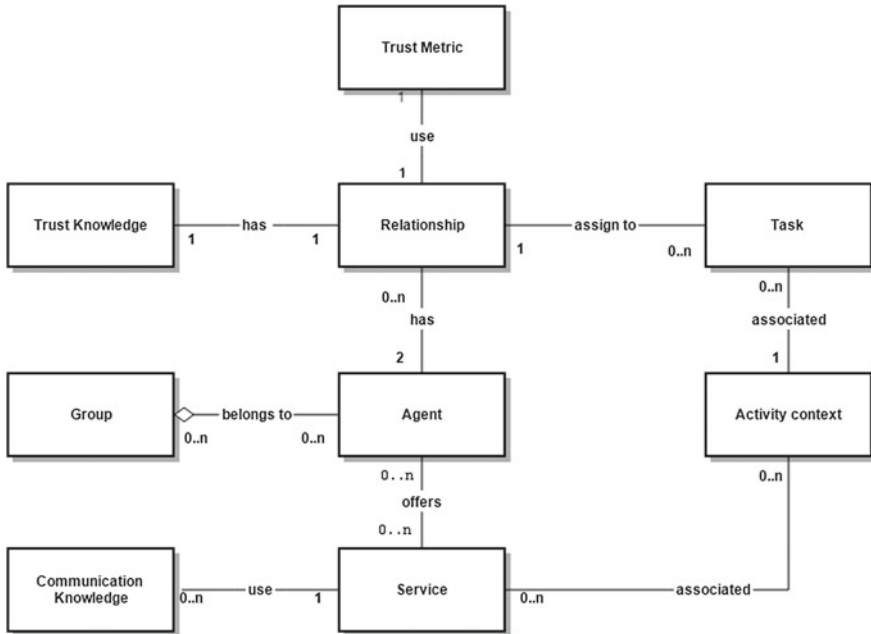 Trust Metric
1
use
1
Trust Knowledge
has
Relationship
assign to
Task
1
1
1
0..n
0..n
0..n
has
associated
2
1
Group
belongs to
Agent
Activity context
0..n
0..n
0..n
0..n
offers
0..n
Communication
Knowledge
use
Service
associated
0..n
1
0..n